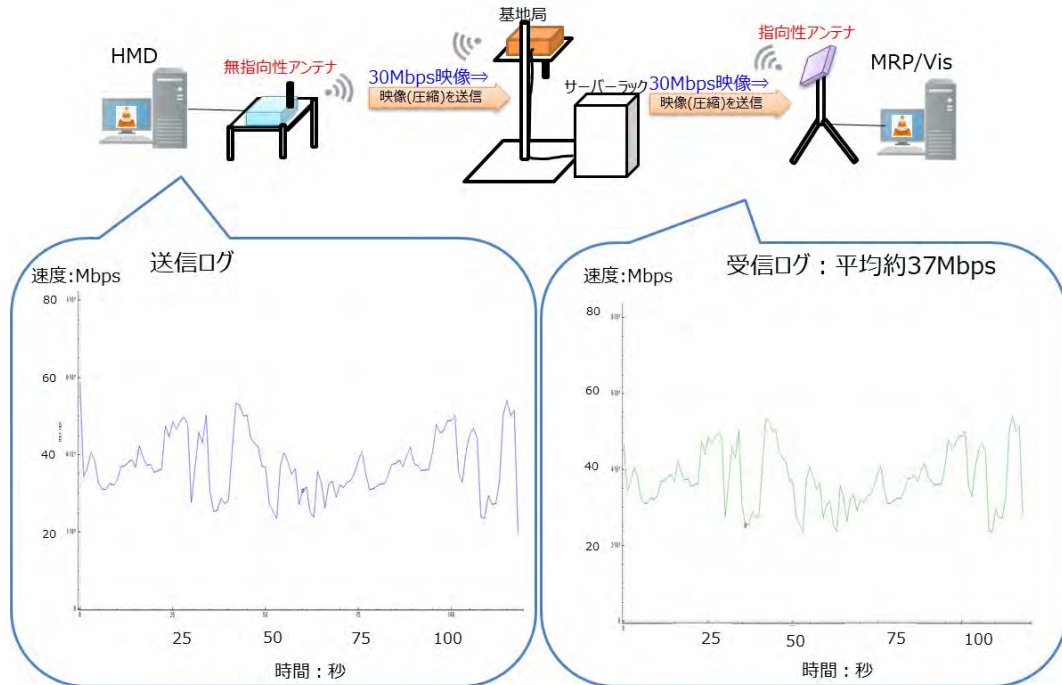 基地局
HMD
無指向性アンテナ
30Mbps映像⇒
映像(圧縮)を送信
サーバーラック
30Mbps映像⇒
映像(圧縮)を送信
指向性アンテナ
MRP/Vis
送信ログ
速度:Mbps
80
60
40
20
25
50
75
100
時間：秒
受信ログ：平均約37Mbps
速度:Mbps
80
60
40
20
25
50
75
100
時間：秒